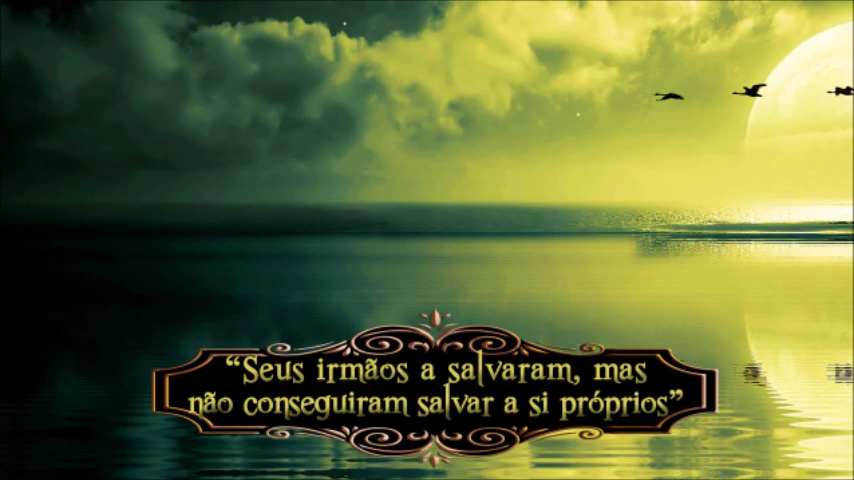 “Seus irmãos a salvaram, mas
não conseguiram salvar a si próprios”